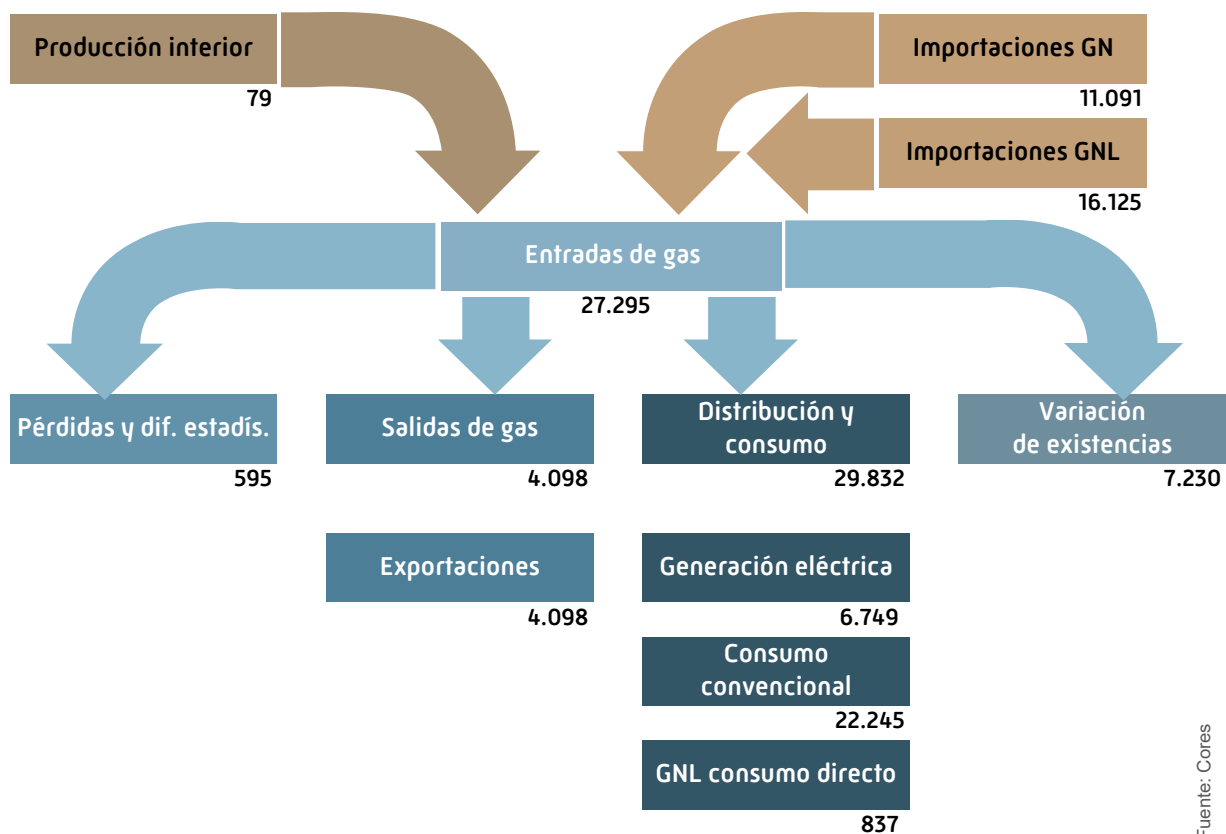 Producción interior
79
Importaciones GN
11.091
Importaciones GNL
16.125
Entradas de gas
27.295
Pérdidas y dif. estadís.
595
Salidas de gas
4.098
Distribución y
consumo
29.832
Variación
de existencias
7.230
Exportaciones
4.098
Generación eléctrica
6.749
Consumo
convencional
22.245
GNL consumo directo
837
Fuente: Cores